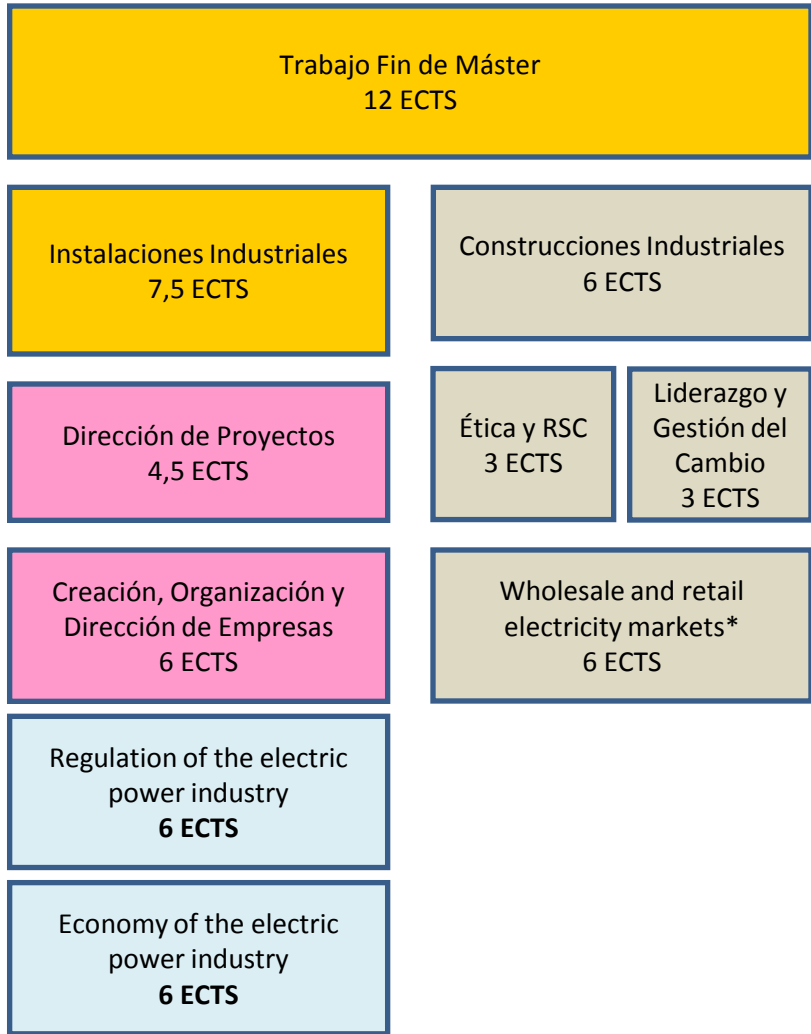 Trabajo Fin de Máster
12 ECTS
Instalaciones Industriales
7,5 ECTS
Construcciones Industriales
6 ECTS
Dirección de Proyectos
4,5 ECTS
Ética y RSC
3 ECTS
Liderazgo y
Gestión del
Cambio
3 ECTS
Creación, Organización y
Dirección de Empresas
6 ECTS
Wholesale and retail
electricity markets*
6 ECTS
Regulation of the electric
power industry
6 ECTS
Economy of the electric
power industry
6 ECTS